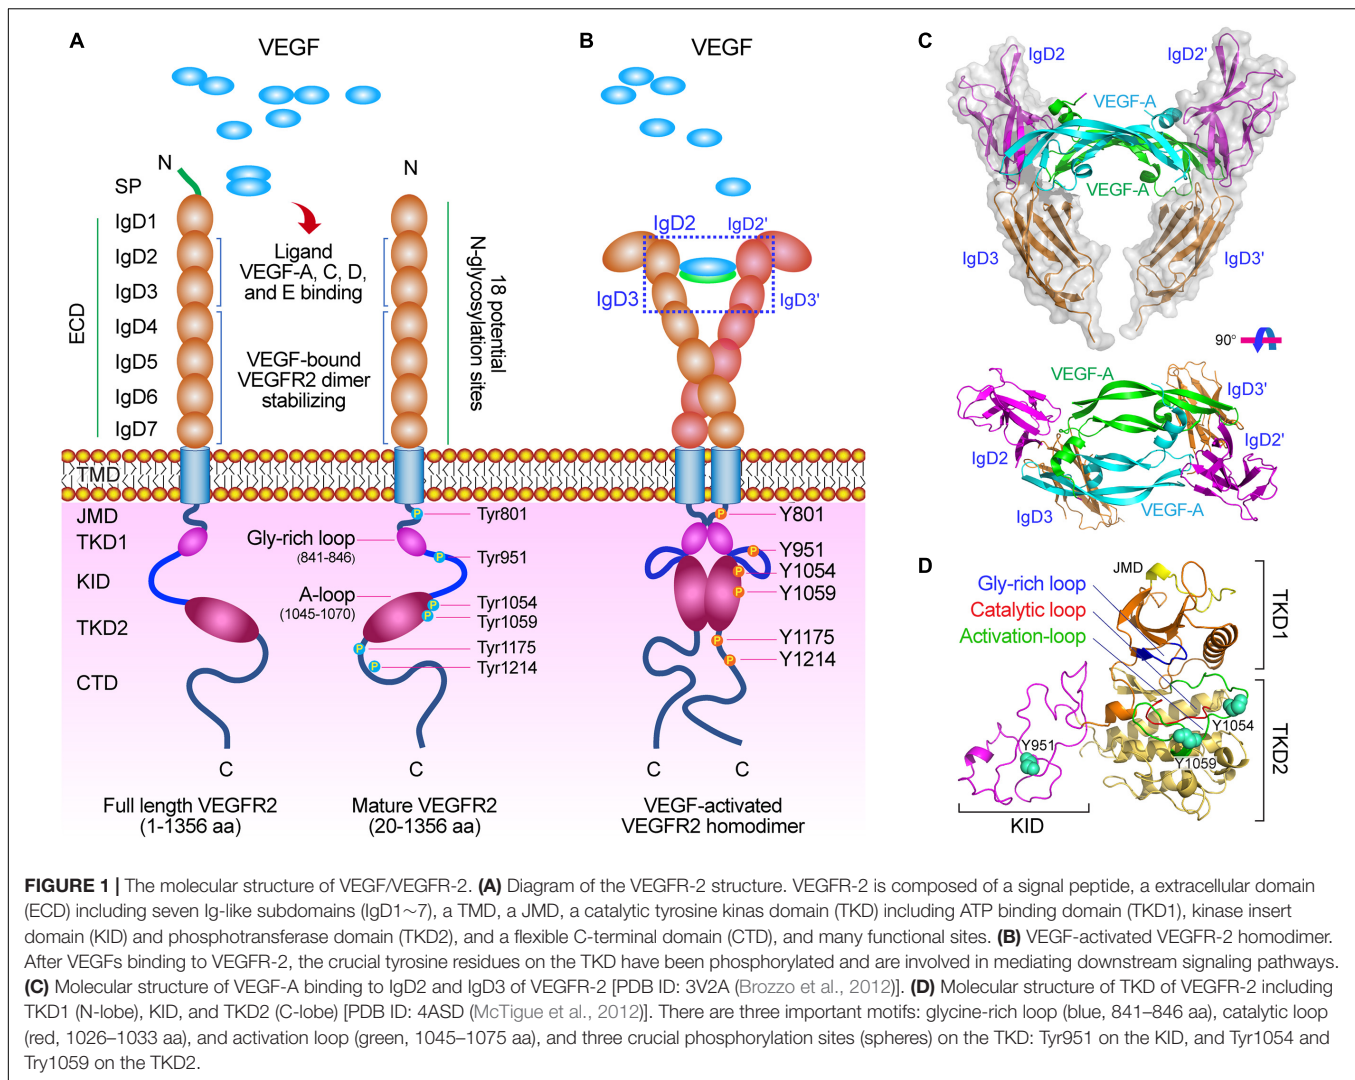 A
VEGF
N
SP
IgD1
IgD2
IgD3
IgD4
IgD5
IgD6
IgD7
ECD
TMD
JMD
TKD1
KID
TKD2
CTD
Ligand
VEGF-A, C, D,
and E binding
VEGF-bound
VEGFR2 dimer
stabilizing
N
18 potential
N-glycosylation sites
Gly-rich loop
(841-846)
A-loop
(1045-1070)
P
P
P
P
P
P
Tyr801
Tyr951
Tyr1054
Tyr1059
Tyr1175
Tyr1214
C
C
Full length VEGFR2
(1-1356 aa)
Mature VEGFR2
(20-1356 aa)
B
VEGF
IgD2
IgD2'
IgD3
IgD3'
P
P
P
P
P
P
Y801
Y951
Y1054
Y1059
Y1175
Y1214
C
C
VEGF-activated
VEGFR2 homodimer
C
IgD2
IgD2'
VEGF-A
VEGF-A
IgD3
IgD3'
90°
VEGF-A
IgD3'
IgD2
IgD2'
IgD3
VEGF-A
D
JMD
Gly-rich loop
Catalytic loop
Activation-loop
TKD1
TKD2
Y1054
Y1059
Y951
KID
FIGURE 1 | The molecular structure of VEGF/VEGFR-2. (A) Diagram of the VEGFR-2 structure. VEGFR-2 is composed of a signal peptide, a extracellular domain
(ECD) including seven Ig-like subdomains (IgD1∼7), a TMD, a JMD, a catalytic tyrosine kinas domain (TKD) including ATP binding domain (TKD1), kinase insert
domain (KID) and phosphotransferase domain (TKD2), and a flexible C-terminal domain (CTD), and many functional sites. (B) VEGF-activated VEGFR-2 homodimer.
After VEGFs binding to VEGFR-2, the crucial tyrosine residues on the TKD have been phosphorylated and are involved in mediating downstream signaling pathways.
(C) Molecular structure of VEGF-A binding to IgD2 and IgD3 of VEGFR-2 [PDB ID: 3V2A (Brozzo et al., 2012)]. (D) Molecular structure of TKD of VEGFR-2 including
TKD1 (N-lobe), KID, and TKD2 (C-lobe) [PDB ID: 4ASD (McTigue et al., 2012)]. There are three important motifs: glycine-rich loop (blue, 841–846 aa), catalytic loop
(red, 1026–1033 aa), and activation loop (green, 1045–1075 aa), and three crucial phosphorylation sites (spheres) on the TKD: Tyr951 on the KID, and Tyr1054 and
Try1059 on the TKD2.